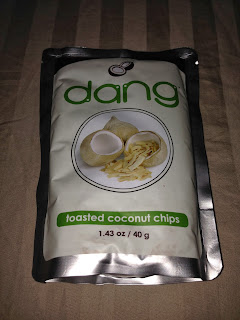 dang
toasted coconut chips
1.43 oz / 40 g